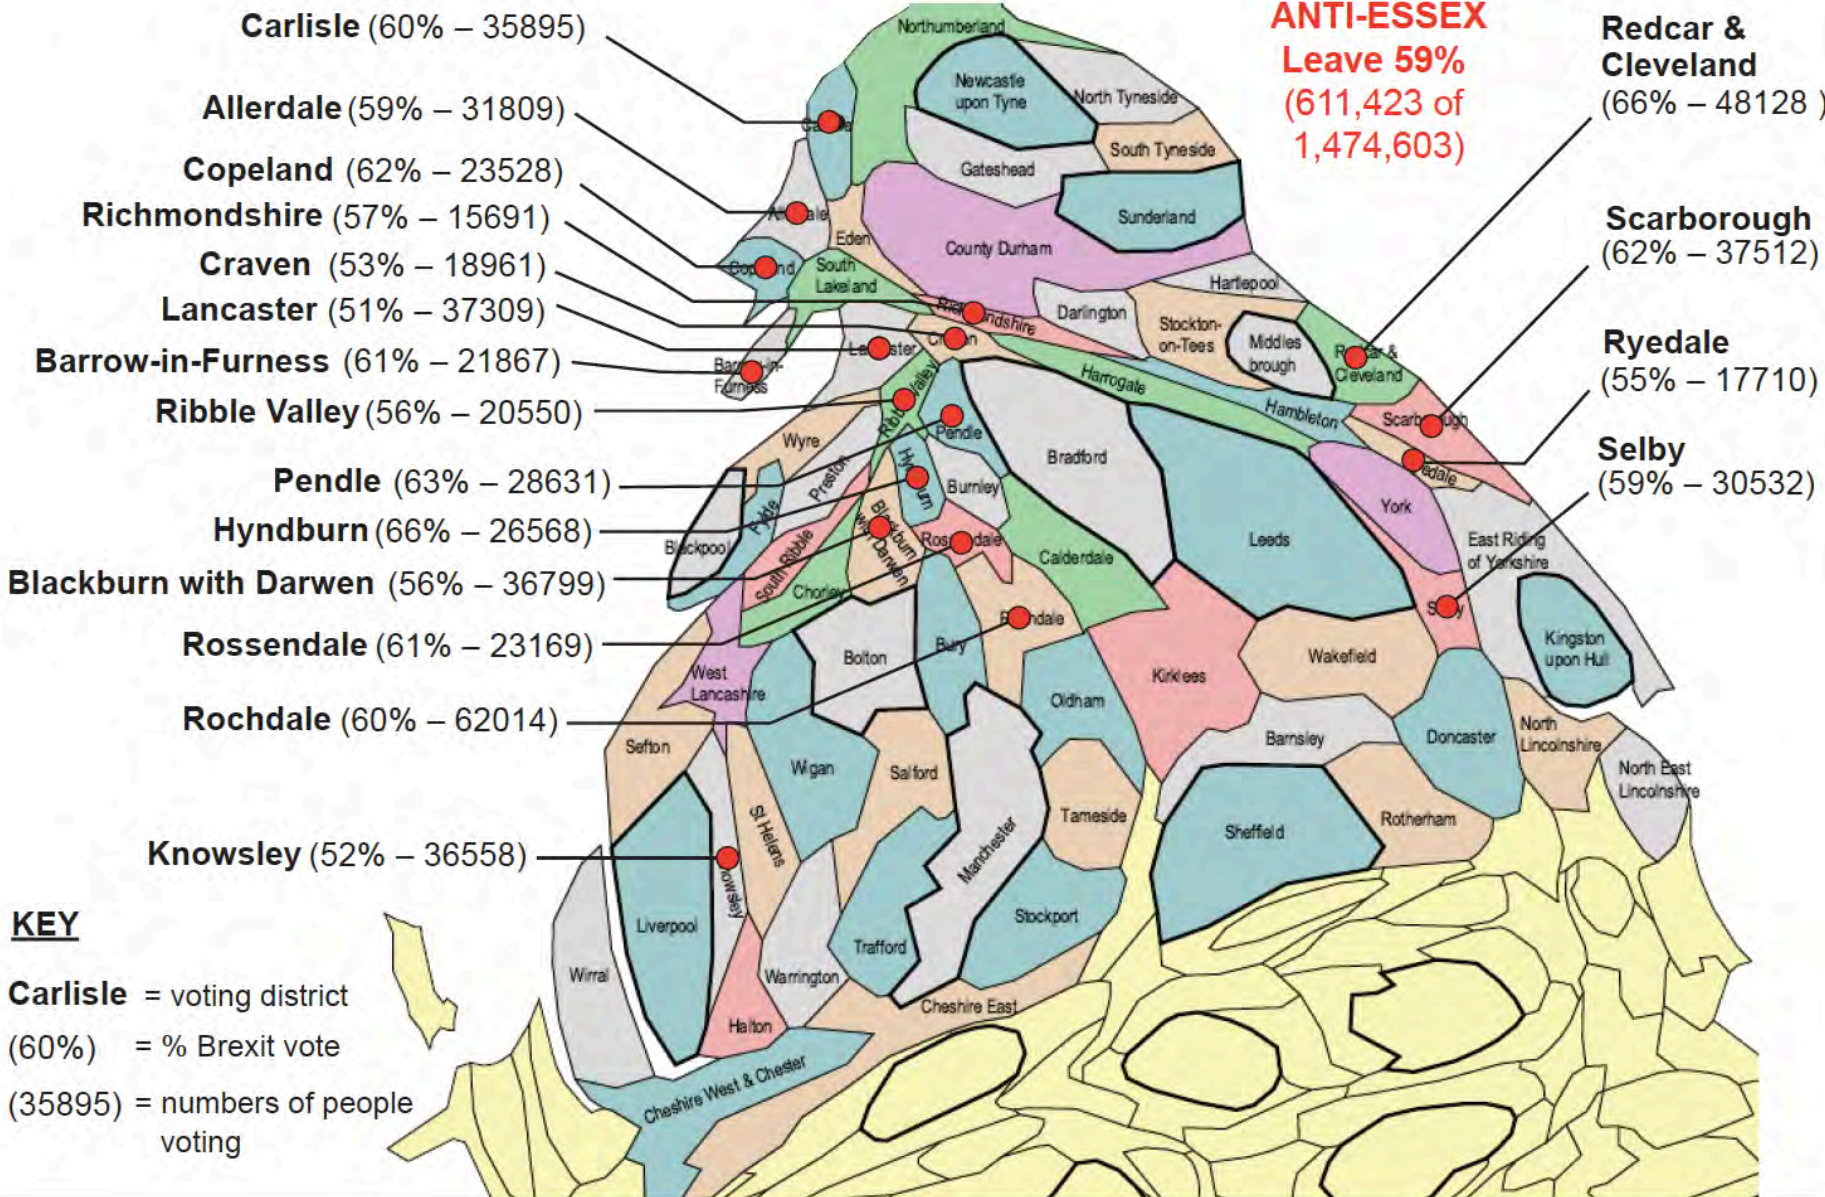 Carlisle (60% – 35895)
Allerdale (59% – 31809)
Copeland (62% – 23528)
Richmondshire (57% – 15691)
Craven (53% – 18961)
Lancaster (51% – 37309)
Barrow-in-Furness (61% – 21867)
Ribble Valley (56% – 20550)
Pendle (63% – 28631)
Hyndburn (66% – 26568)
Blackburn with Darwen (56% – 36799)
Rossendale (61% – 23169)
Rochdale (60% – 62014)
Knowsley (52% – 36558)
KEY
Carlisle = voting district
(60%) = % Brexit vote
(35895) = numbers of people
voting
ANTI-ESSEX
Leave 59%
(611,423 of
1,474,603)
Redcar &
Cleveland
(66% – 48128 )
Scarborough
(62% – 37512)
Ryedale
(55% – 17710)
Selby
(59% – 30532)
Northumberland
Newcastle
upon Tyne
North Tyneside
South Tyneside
Gateshead
Sunderland
County Durham
Eden
South
Lakeland
Hartlepool
Darlington
Stockton-
on-Tees
Middles
brough
Cleveland
Harrogate
Hambleton
Furness
Wyre
Valley
Pendle
Bradford
Preston
Burnley
Fylde
York
Blackpool
Blackburn
with Darwen
Leeds
East Riding
of Yorkshire
South Ribble
Calderdale
Chorley
Kingston
upon Hull
Bolton
Bury
Wakefield
West
Lancashire
Kirklees
Oldham
Sefton
Barnsley
Doncaster
North
Lincolnshire
Wigan
Salford
North East
Lincolnshire
St Helens
Tameside
Sheffield
Rotherham
Manchester
Liverpool
Stockport
Trafford
Wirral
Warrington
Cheshire East
Halton
Cheshire West & Chester